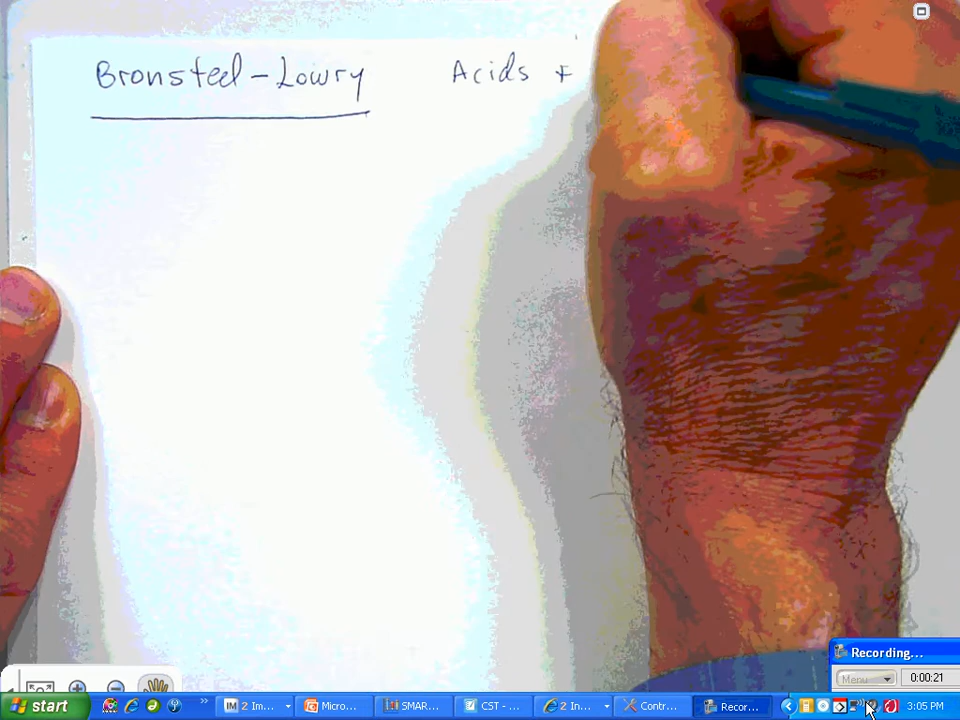 Bronsted - Lowry Acids +
Recording...
Menu
0:00:21
start
2 Im...
Micro...
SMAR...
CST - ...
2 In...
Contr...
Recor...
3:05 PM